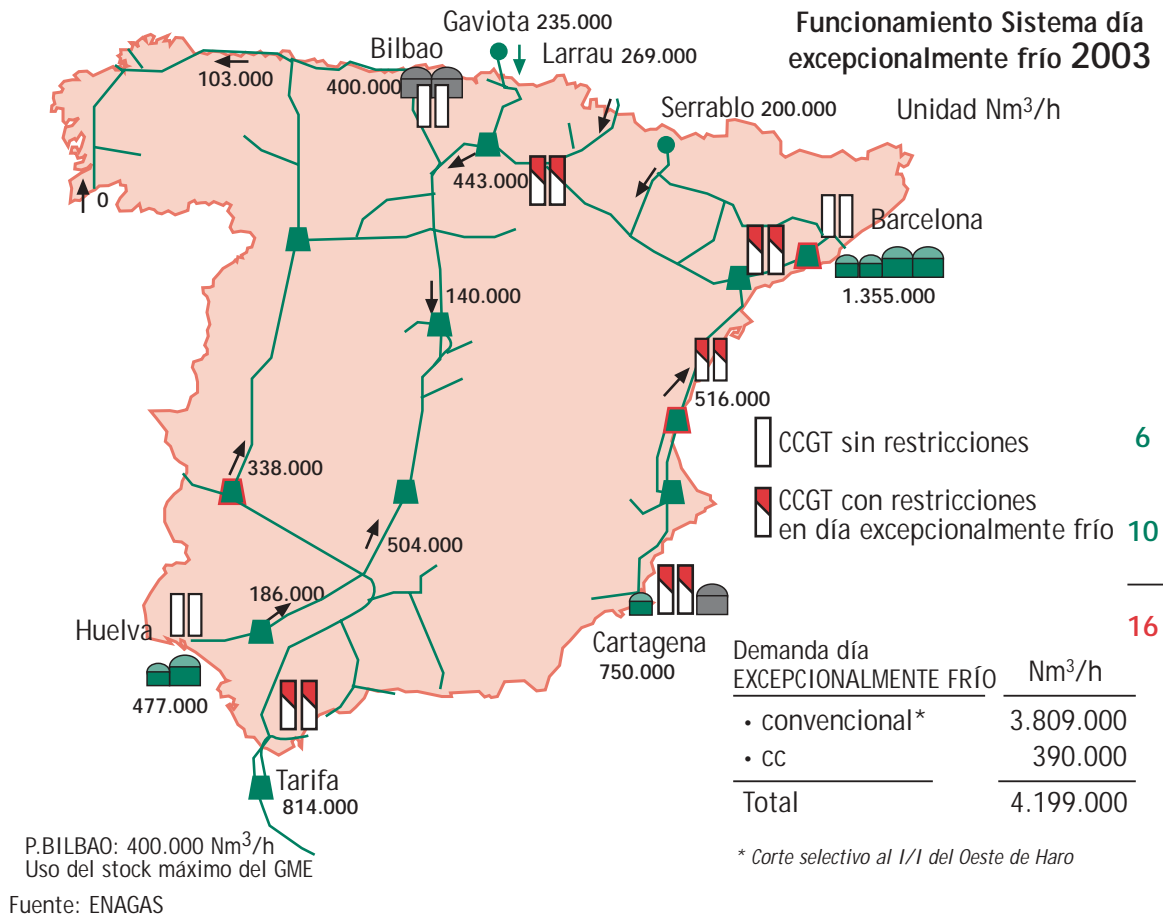 Funcionamiento Sistema día
excepcionalmente frío 2003
Unidad Nm³/h
Gaviota 235.000
Larrau 269.000
Bilbao
400.000
103.000
Serrablo 200.000
0
443.000
Barcelona
1.355.000
140.000
516.000
338.000
504.000
186.000
Huelva
477.000
Cartagena
750.000
Tarifa
814.000
CCGT sin restricciones 6
CCGT con restricciones
en día excepcionalmente frío 10
16
Demanda día
EXCEPCIONALMENTE FRÍO Nm³/h
• convencional* 3.809.000
• cc 390.000
Total 4.199.000
* Corte selectivo al I/I del Oeste de Haro
P.BILBAO: 400.000 Nm³/h
Uso del stock máximo del GME
Fuente: ENAGAS